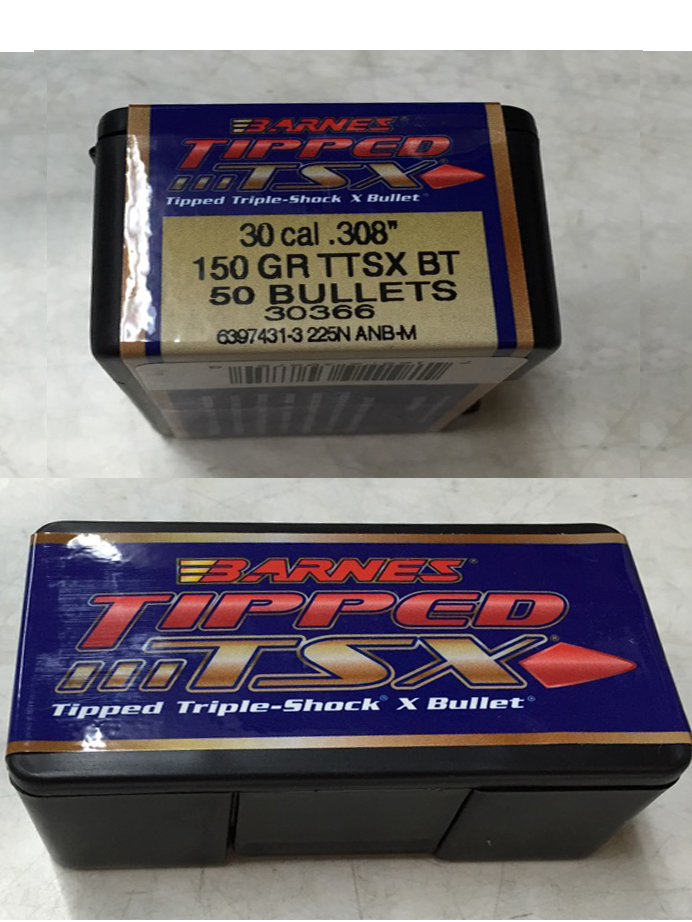 BARNES®
TIPPED
TSX®
Tipped Triple-Shock X Bullet®
30 cal .308"
150 GR TTSX BT
50 BULLETS
30366
6397431-3 225N ANB-M
BARNES®
TIPPED
TSX®
Tipped Triple-Shock® X Bullet®